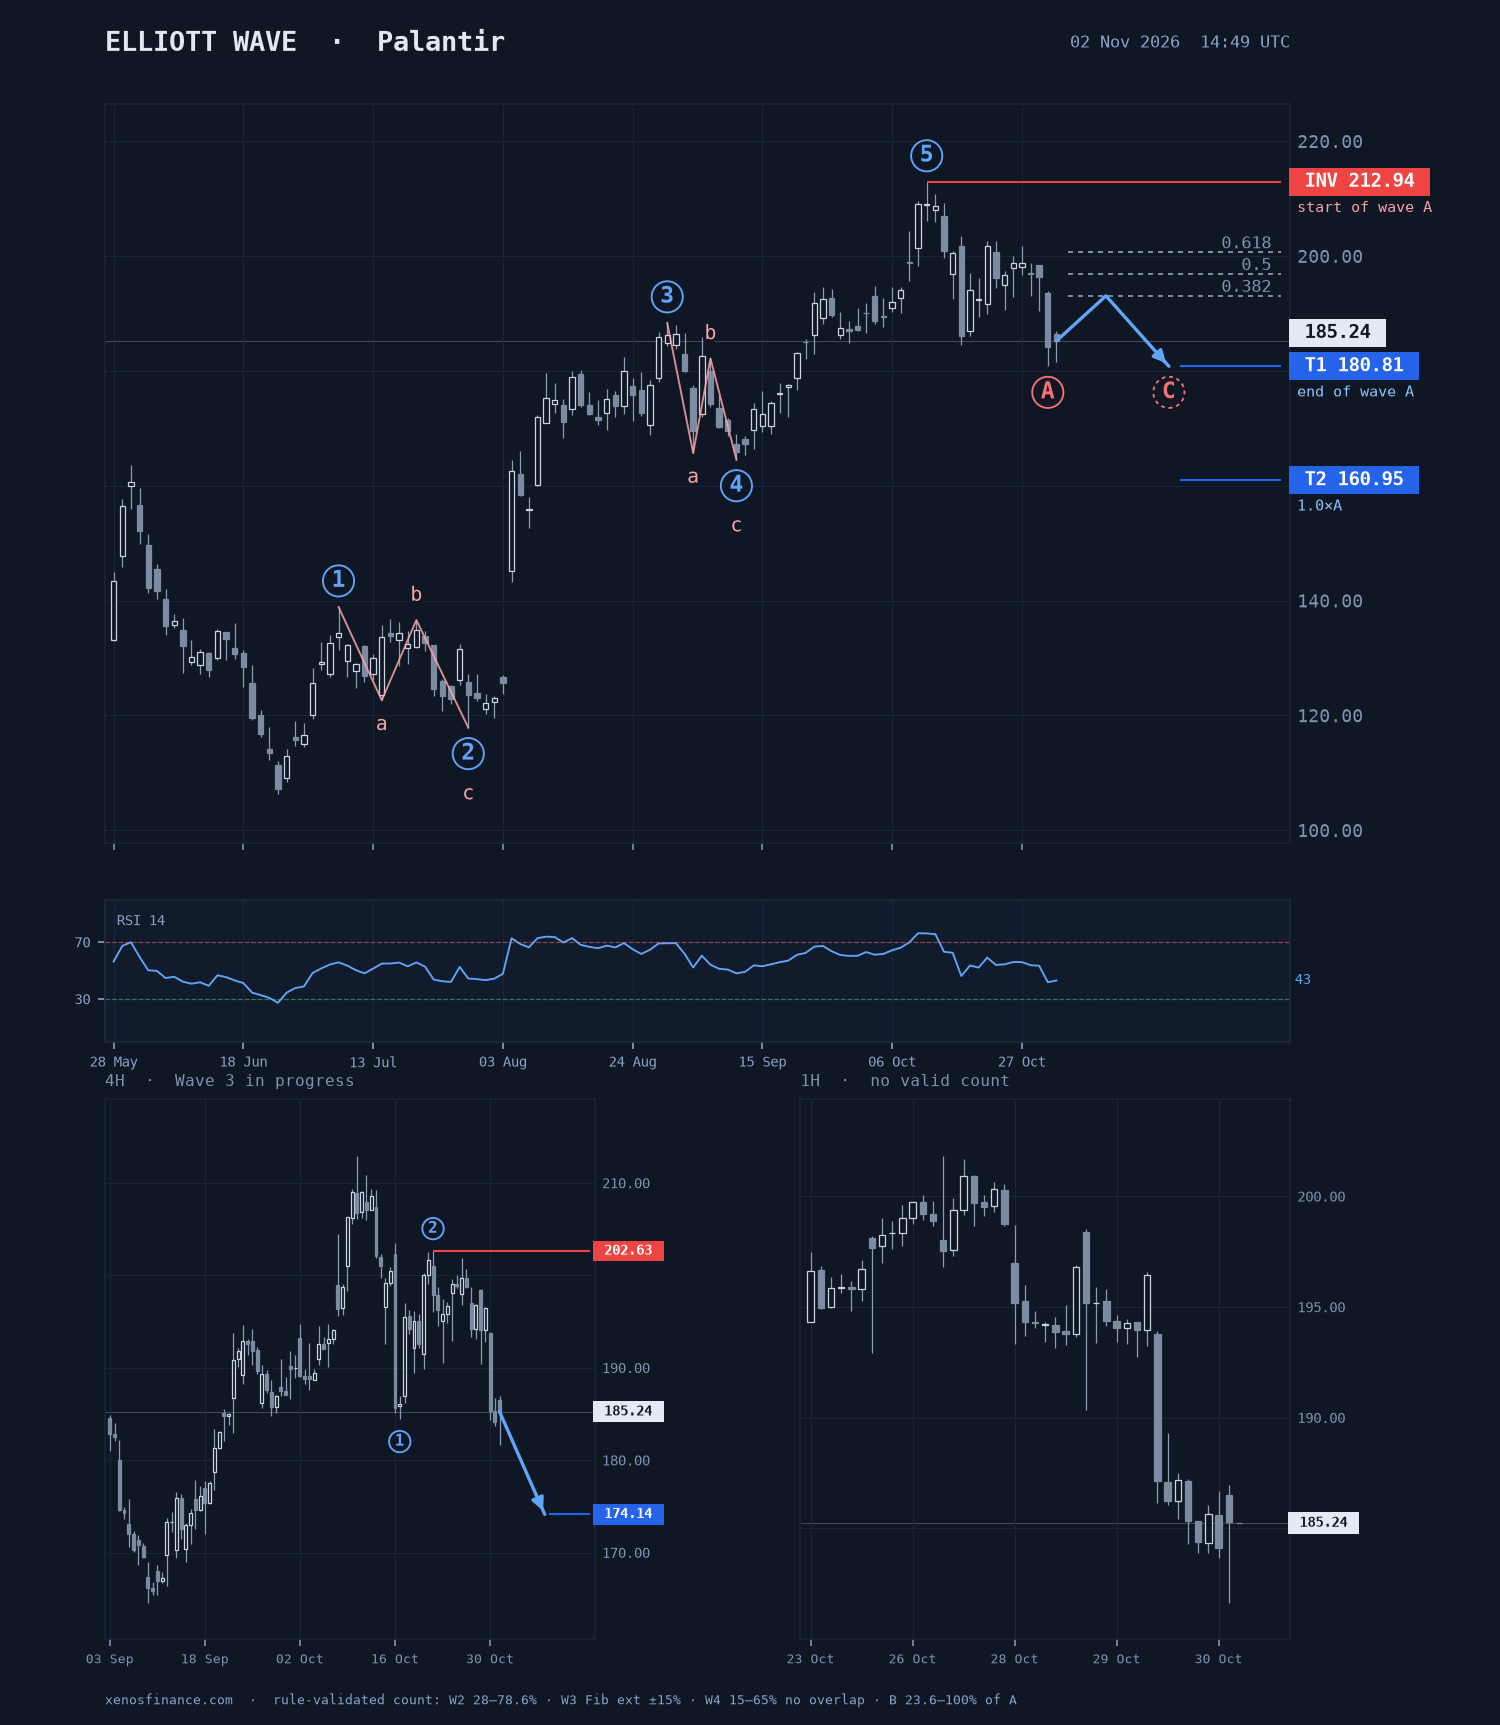 ELLIOTT WAVE · Palantir
02 Nov 2026 14:49 UTC
220.00
5
INV 212.94
start of wave A
0.618
200.00
0.5
0.382
3
b
185.24
T1 180.81
end of wave A
A
C
a
4
T2 160.95
1.0×A
c
1
b
140.00
a
120.00
2
c
100.00
RSI 14
70
43
30
28 May
18 Jun
13 Jul
03 Aug
24 Aug
15 Sep
06 Oct
27 Oct
4H · Wave 3 in progress
210.00
2
202.63
190.00
185.24
1
180.00
174.14
170.00
03 Sep
18 Sep
02 Oct
16 Oct
30 Oct
1H · no valid count
200.00
195.00
190.00
185.24
23 Oct
26 Oct
28 Oct
29 Oct
30 Oct
xenosfinance.com · rule-validated count: W2 28–78.6% · W3 Fib ext ±15% · W4 15–65% no overlap · B 23.6–100% of A